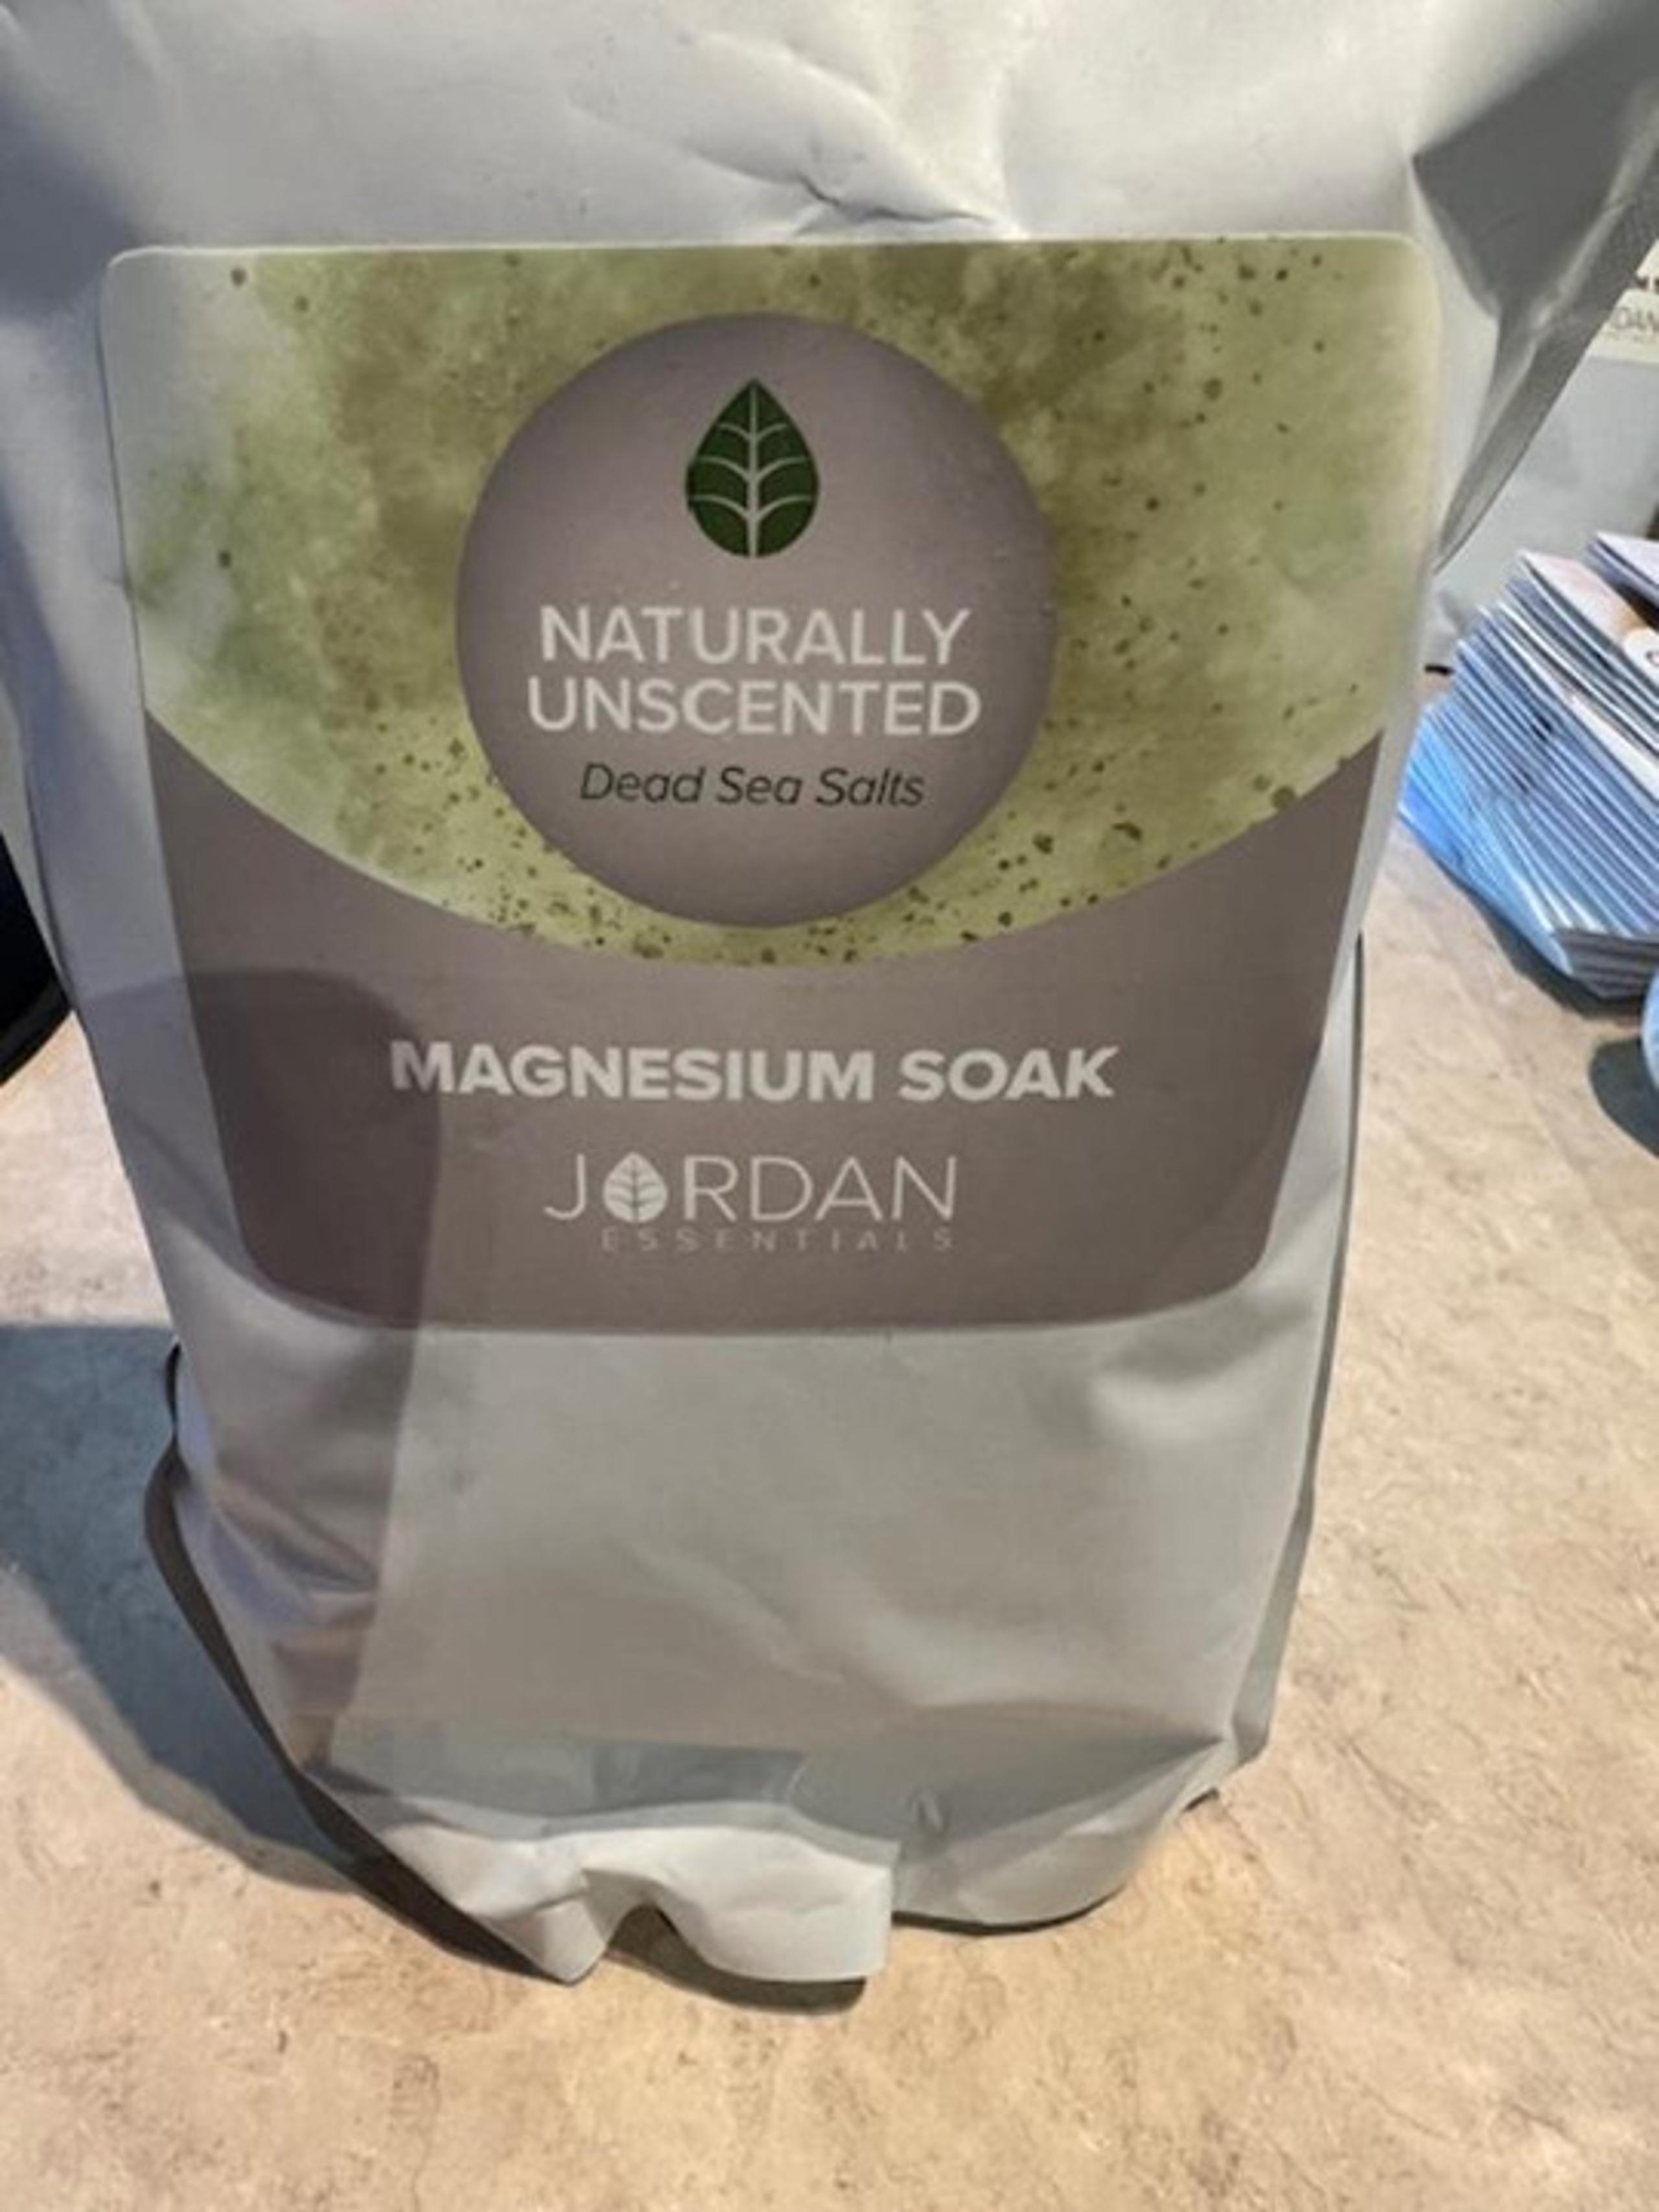 NATURALLY
UNSCENTED
Dead Sea Salts
MAGNESIUM SOAK
JORDAN
ESSENTIALS